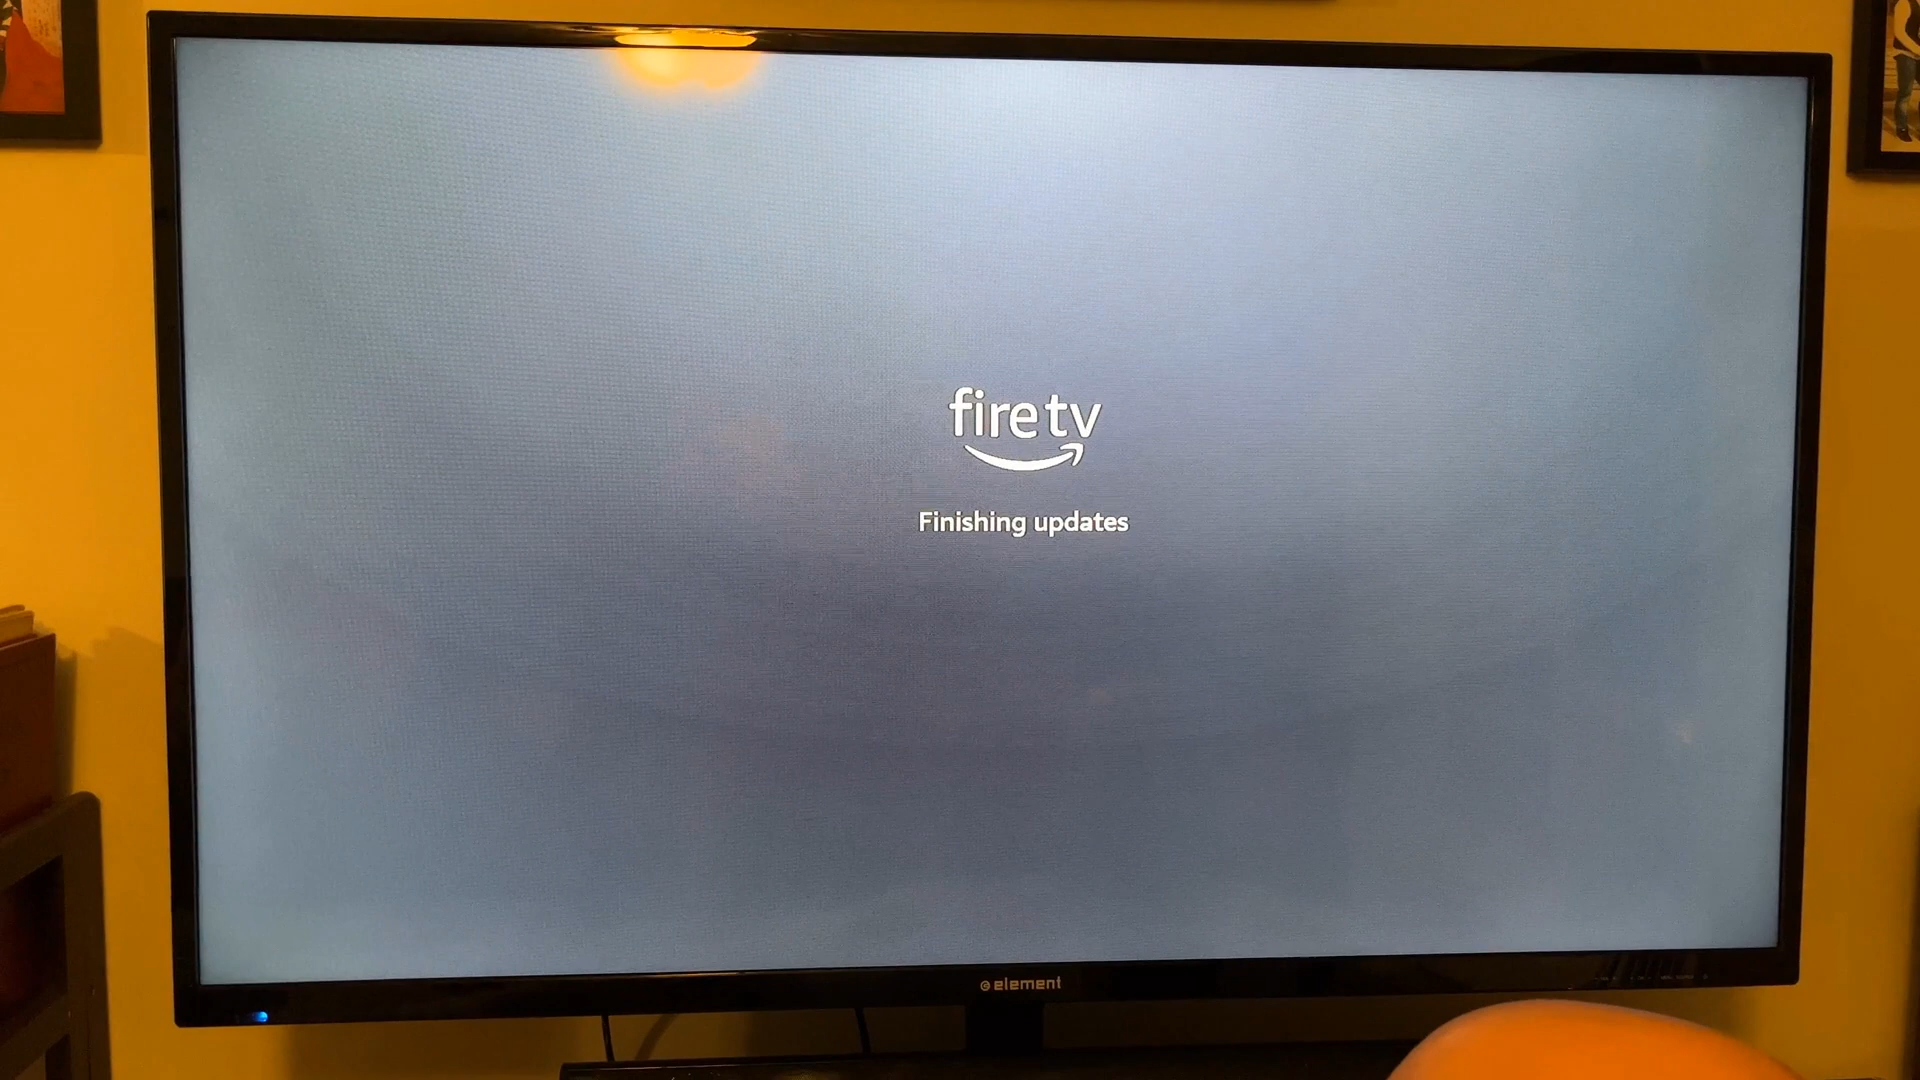 fire tv
Finishing updates
element